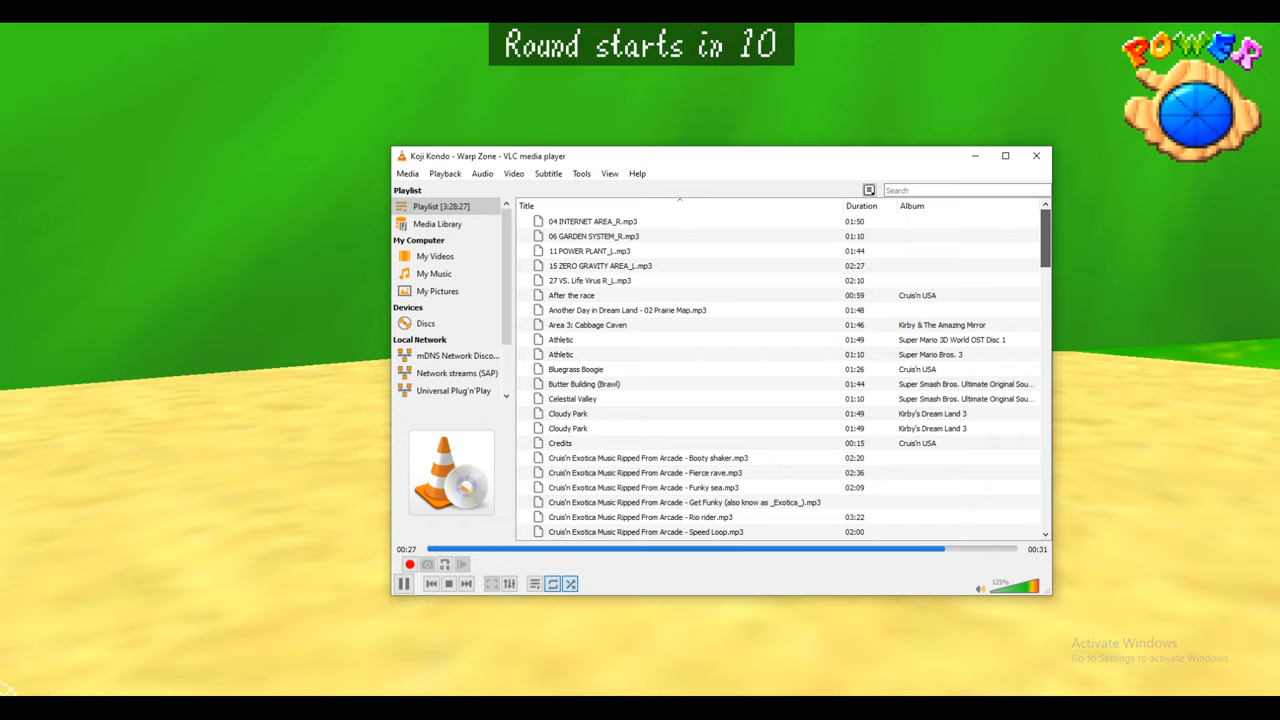 Round starts in 10
POWER
Koji Kondo - Warp Zone - VLC media player
Media Playback Audio Video Subtitle Tools View Help
Playlist
Search
Playlist [3:28:27]
Media Library
My Computer
My Videos
My Music
My Pictures
Devices
Discs
Local Network
mDNS Network Disco...
Network streams (SAP)
Universal Plug'n'Play
Title Duration Album
04 INTERNET AREA_R.mp3 01:50
06 GARDEN SYSTEM_R.mp3 01:10
11 POWER PLANT_L.mp3 01:44
15 ZERO GRAVITY AREA_L.mp3 02:27
27 VS. Life Virus R_L.mp3 02:10
After the race 00:59 Cruis'n USA
Another Day in Dream Land - 02 Prairie Map.mp3 01:48
Area 3: Cabbage Caven 01:46 Kirby & The Amazing Mirror
Athletic 01:49 Super Mario 3D World OST Disc 1
Athletic 01:10 Super Mario Bros. 3
Bluegrass Boogie 01:26 Cruis'n USA
Butter Building (Brawl) 01:44 Super Smash Bros. Ultimate Original Sou...
Celestial Valley 01:10 Super Smash Bros. Ultimate Original Sou...
Cloudy Park 01:49 Kirby's Dream Land 3
Cloudy Park 01:49 Kirby's Dream Land 3
Credits 00:15 Cruis'n USA
Cruis'n Exotica Music Ripped From Arcade - Booty shaker.mp3 02:20
Cruis'n Exotica Music Ripped From Arcade - Fierce rave.mp3 02:36
Cruis'n Exotica Music Ripped From Arcade - Funky sea.mp3 02:09
Cruis'n Exotica Music Ripped From Arcade - Get Funky (also know as _Exotica_).mp3
Cruis'n Exotica Music Ripped From Arcade - Rio rider.mp3 03:22
Cruis'n Exotica Music Ripped From Arcade - Speed Loop.mp3 02:00
00:27 00:31
125%
Activate Windows
Go to Settings to activate Windows.